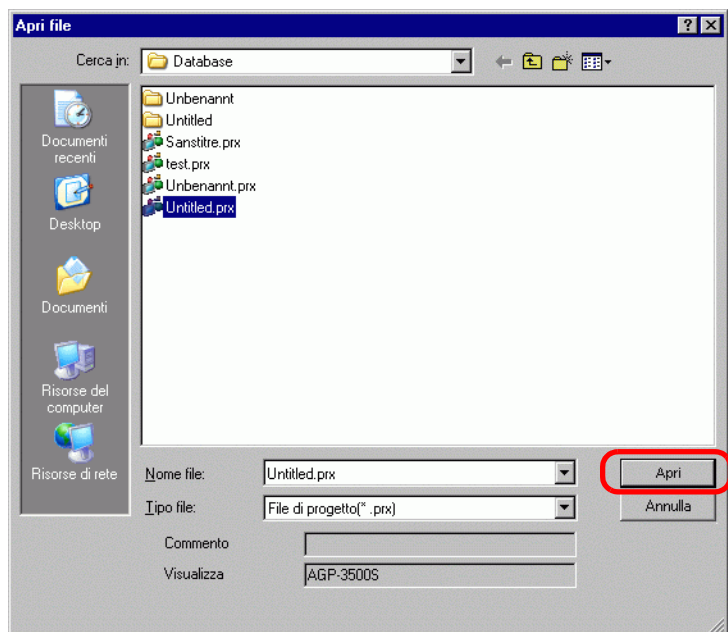 Apri file
Cerca in:
Database
Documenti
recenti
Desktop
Documenti
Risorse del
computer
Risorse di rete
Unbenannt
Untitled
Sanstitre.prx
test.prx
Unbenannt.prx
Untitled.prx
Nome file:
Untitled.prx
Apri
Tipo file:
File di progetto(* .prx)
Annulla
Commento
Visualizza
AGP-3500S